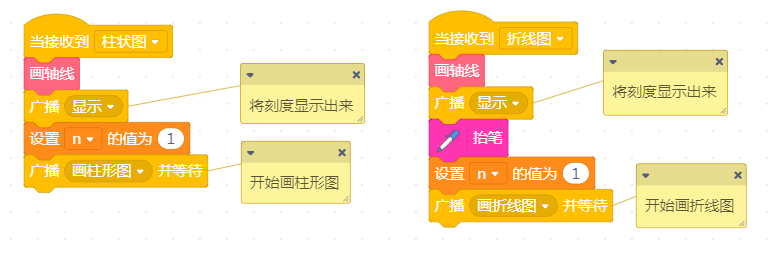 当接收到 柱状图
画轴线
广播 显示
将刻度显示出来
设置 n 的值为 1
广播 画柱形图 并等待
开始画柱形图
当接收到 折线图
画轴线
广播 显示
将刻度显示出来
抬笔
设置 n 的值为 1
广播 画折线图 并等待
开始画折线图